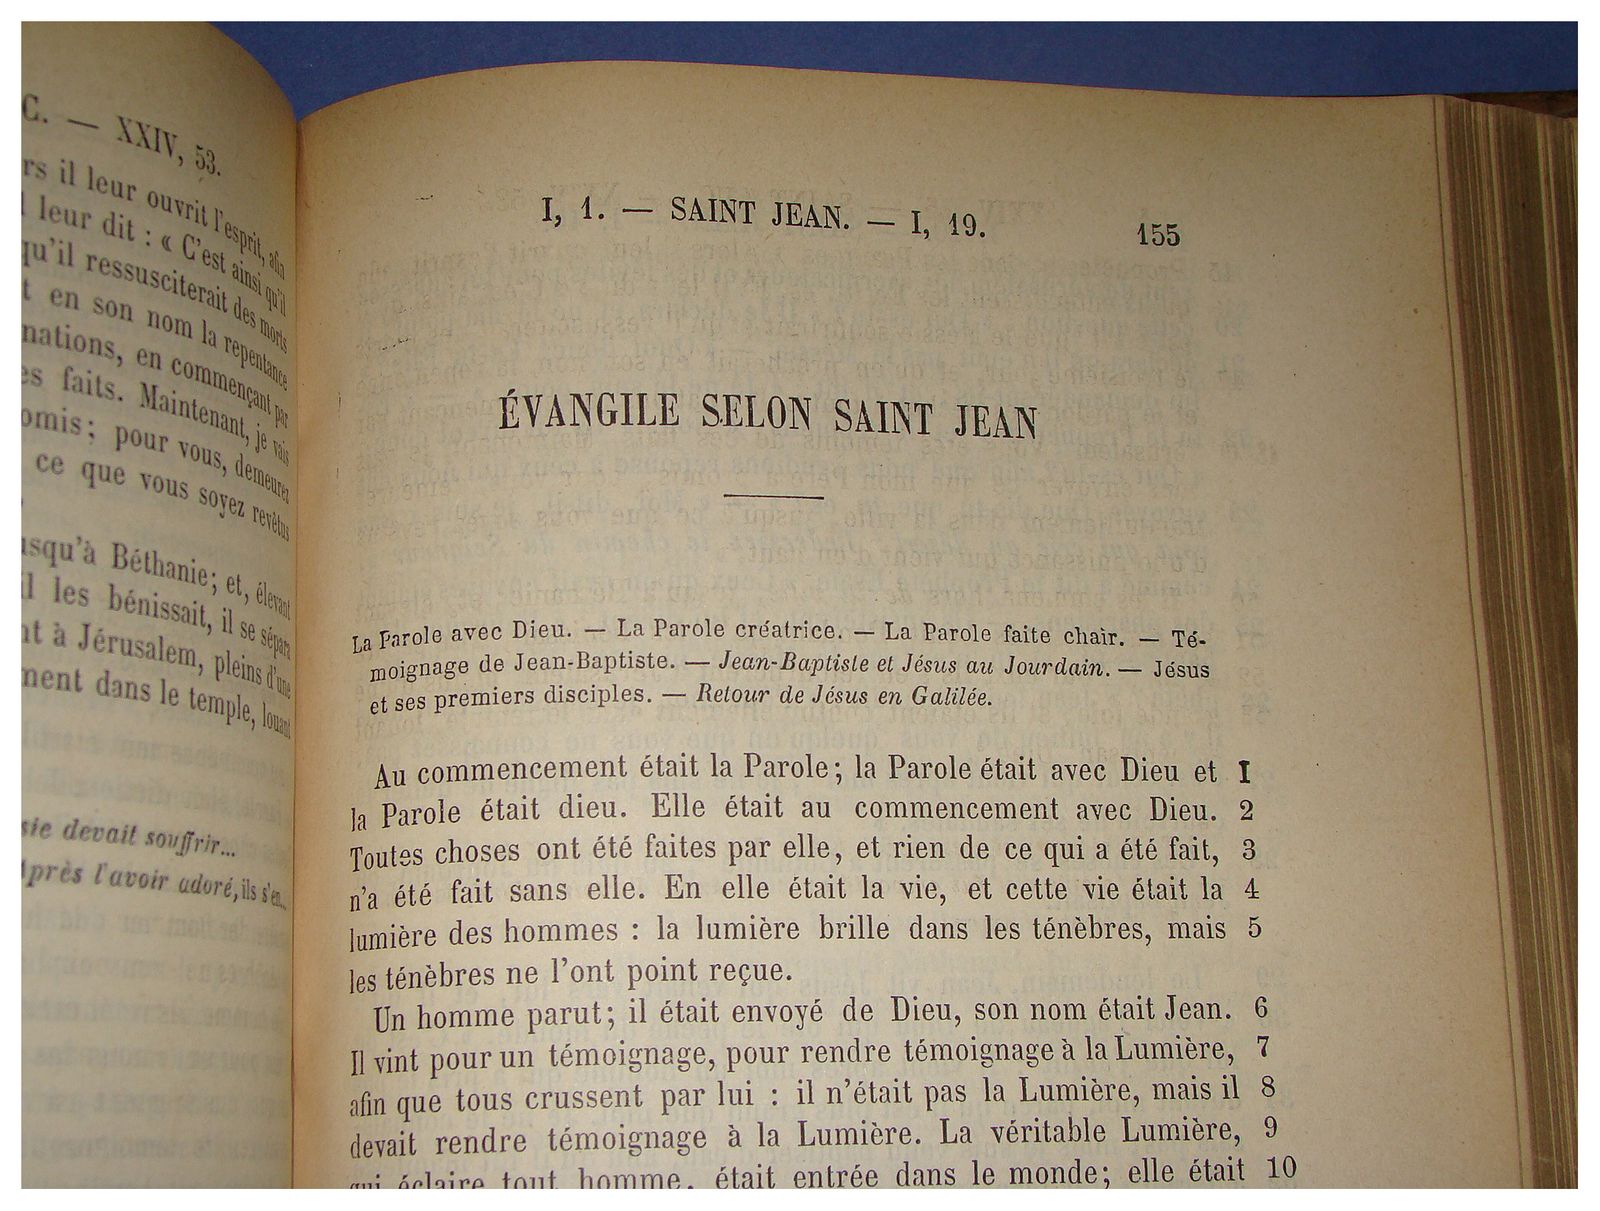 C. — XXIV, 53.
rs il leur ouvrit l'esprit, afin
leur dit : « C'est ainsi qu'il
qu'il ressusciterait des morts
t en son nom la repentance
nations, en commençant par
es faits. Maintenant, je vais
omis; pour vous, demeurez
ce que vous soyez revêtus
usqu'à Béthanie; et, élevant
il les bénissait, il se sépara
nt à Jérusalem, pleins d'une
ment dans le temple, louant
sie devait souffrir...
Après l'avoir adoré, ils s'en...
I, 1. — SAINT JEAN. — I, 19. 155
ÉVANGILE SELON SAINT JEAN
La Parole avec Dieu. — La Parole créatrice. — La Parole faite chair. — Té-
moignage de Jean-Baptiste. — Jean-Baptiste et Jésus au Jourdain. — Jésus
et ses premiers disciples. — Retour de Jésus en Galilée.
Au commencement était la Parole; la Parole était avec Dieu et I
la Parole était dieu. Elle était au commencement avec Dieu. 2
Toutes choses ont été faites par elle, et rien de ce qui a été fait, 3
n'a été fait sans elle. En elle était la vie, et cette vie était la 4
lumière des hommes : la lumière brille dans les ténèbres, mais 5
les ténèbres ne l'ont point reçue.
Un homme parut; il était envoyé de Dieu, son nom était Jean. 6
Il vint pour un témoignage, pour rendre témoignage à la Lumière, 7
afin que tous crussent par lui : il n'était pas la Lumière, mais il 8
devait rendre témoignage à la Lumière. La véritable Lumière, 9
qui éclaire tout homme, était entrée dans le monde; elle était 10